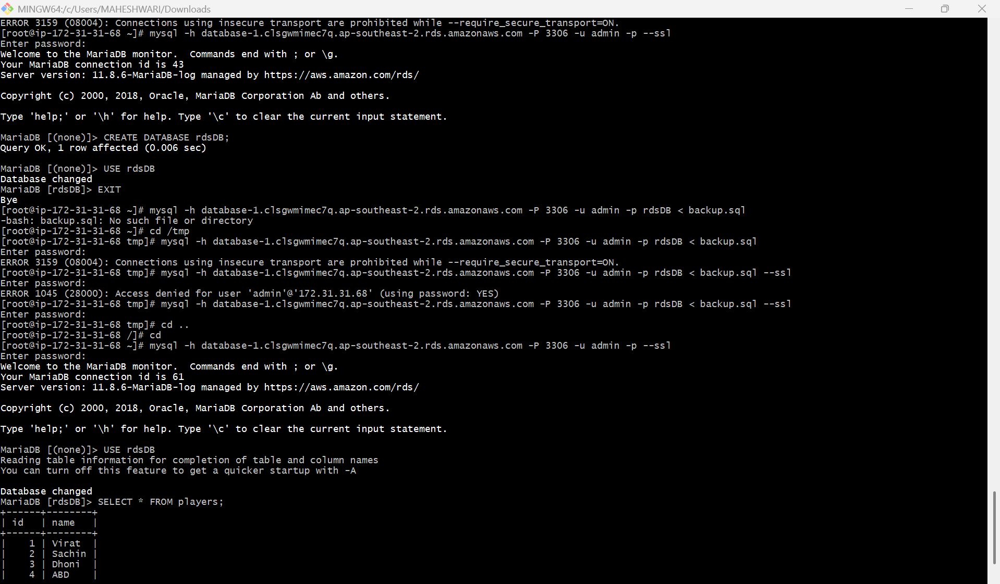 MINGW64:/c/Users/MAHESHWARI/Downloads
ERROR 3159 (08004): Connections using insecure transport are prohibited while --require_secure_transport=ON.
[root@ip-172-31-31-68 ~]# mysql -h database-1.clsgwmimec7q.ap-southeast-2.rds.amazonaws.com -P 3306 -u admin -p --ssl
Enter password:
Welcome to the MariaDB monitor.  Commands end with ; or \g.
Your MariaDB connection id is 43
Server version: 11.8.6-MariaDB-log managed by https://aws.amazon.com/rds/
Copyright (c) 2000, 2018, Oracle, MariaDB Corporation Ab and others.
Type 'help;' or '\h' for help. Type '\c' to clear the current input statement.
MariaDB [(none)]> CREATE DATABASE rdsDB;
Query OK, 1 row affected (0.006 sec)
MariaDB [(none)]> USE rdsDB
Database changed
MariaDB [rdsDB]> EXIT
Bye
[root@ip-172-31-31-68 ~]# mysql -h database-1.clsgwmimec7q.ap-southeast-2.rds.amazonaws.com -P 3306 -u admin -p rdsDB < backup.sql
-bash: backup.sql: No such file or directory
[root@ip-172-31-31-68 ~]# cd /tmp
[root@ip-172-31-31-68 tmp]# mysql -h database-1.clsgwmimec7q.ap-southeast-2.rds.amazonaws.com -P 3306 -u admin -p rdsDB < backup.sql
Enter password:
ERROR 3159 (08004): Connections using insecure transport are prohibited while --require_secure_transport=ON.
[root@ip-172-31-31-68 tmp]# mysql -h database-1.clsgwmimec7q.ap-southeast-2.rds.amazonaws.com -P 3306 -u admin -p rdsDB < backup.sql --ssl
Enter password:
ERROR 1045 (28000): Access denied for user 'admin'@'172.31.31.68' (using password: YES)
[root@ip-172-31-31-68 tmp]# mysql -h database-1.clsgwmimec7q.ap-southeast-2.rds.amazonaws.com -P 3306 -u admin -p rdsDB < backup.sql --ssl
Enter password:
[root@ip-172-31-31-68 tmp]# cd ..
[root@ip-172-31-31-68 /]# cd
[root@ip-172-31-31-68 ~]# mysql -h database-1.clsgwmimec7q.ap-southeast-2.rds.amazonaws.com -P 3306 -u admin -p --ssl
Enter password:
Welcome to the MariaDB monitor.  Commands end with ; or \g.
Your MariaDB connection id is 61
Server version: 11.8.6-MariaDB-log managed by https://aws.amazon.com/rds/
Copyright (c) 2000, 2018, Oracle, MariaDB Corporation Ab and others.
Type 'help;' or '\h' for help. Type '\c' to clear the current input statement.
MariaDB [(none)]> USE rdsDB
Reading table information for completion of table and column names
You can turn off this feature to get a quicker startup with -A
Database changed
MariaDB [rdsDB]> SELECT * FROM players;
+------+--------+
| id   | name   |
+------+--------+
|    1 | Virat  |
|    2 | Sachin |
|    3 | Dhoni  |
|    4 | ABD    |